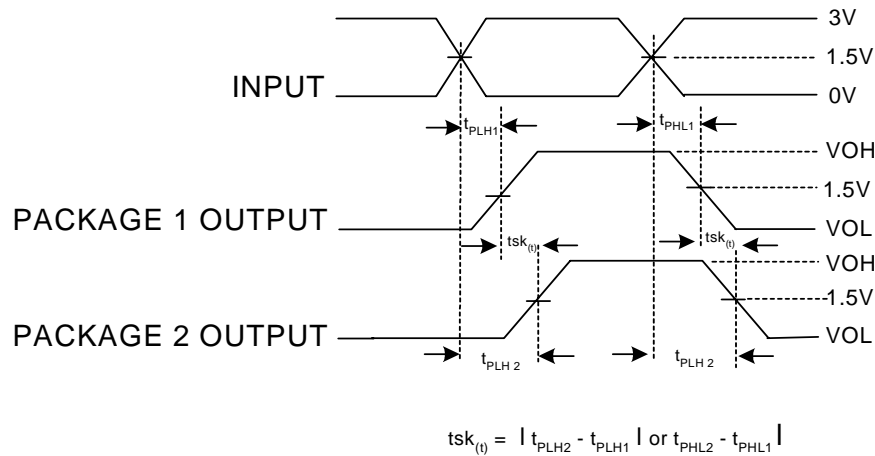 3V
1.5V
INPUT
0V
tPLH1
tPHL1
VOH
1.5V
PACKAGE 1 OUTPUT
VOL
tsk(t)
tsk(t)
VOH
1.5V
PACKAGE 2 OUTPUT
VOL
tPLH 2
tPLH 2
tsk(t) = | tPLH2 - tPLH1 | or tPHL2 - tPHL1 |